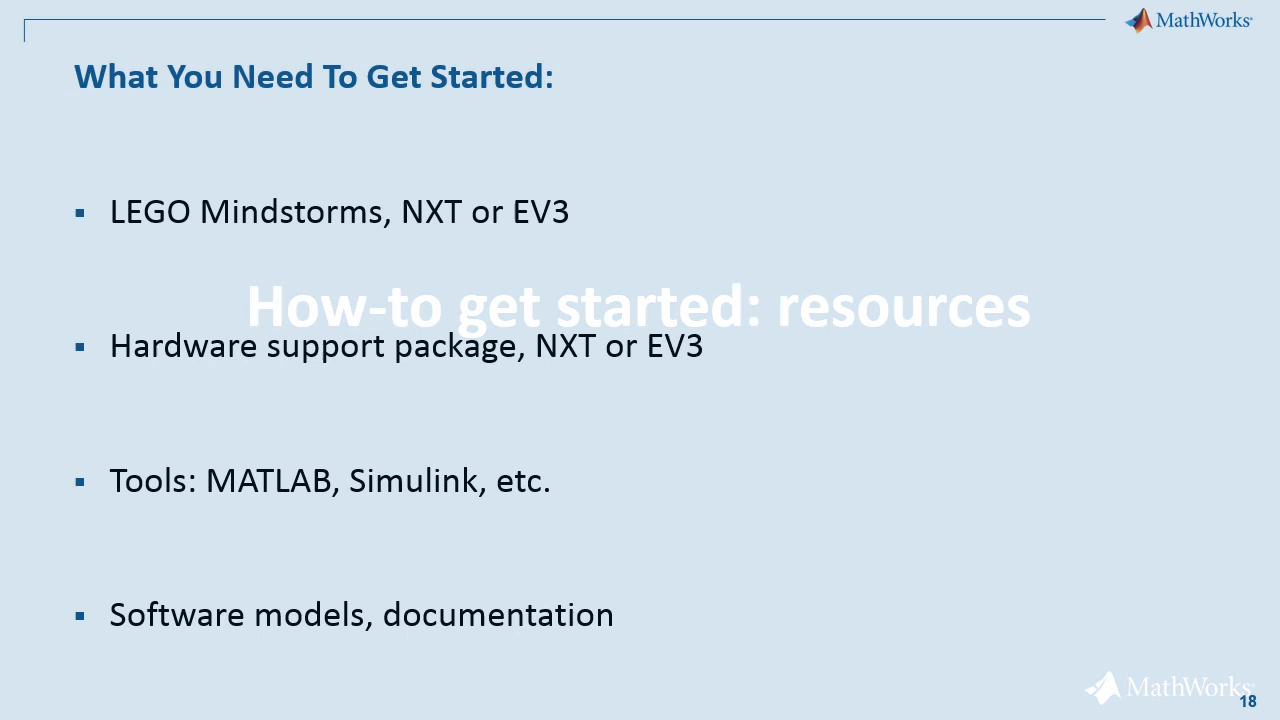 MathWorks®
What You Need To Get Started:
▪ LEGO Mindstorms, NXT or EV3
How-to get started: resources
▪ Hardware support package, NXT or EV3
▪ Tools: MATLAB, Simulink, etc.
▪ Software models, documentation
MathWorks®
18